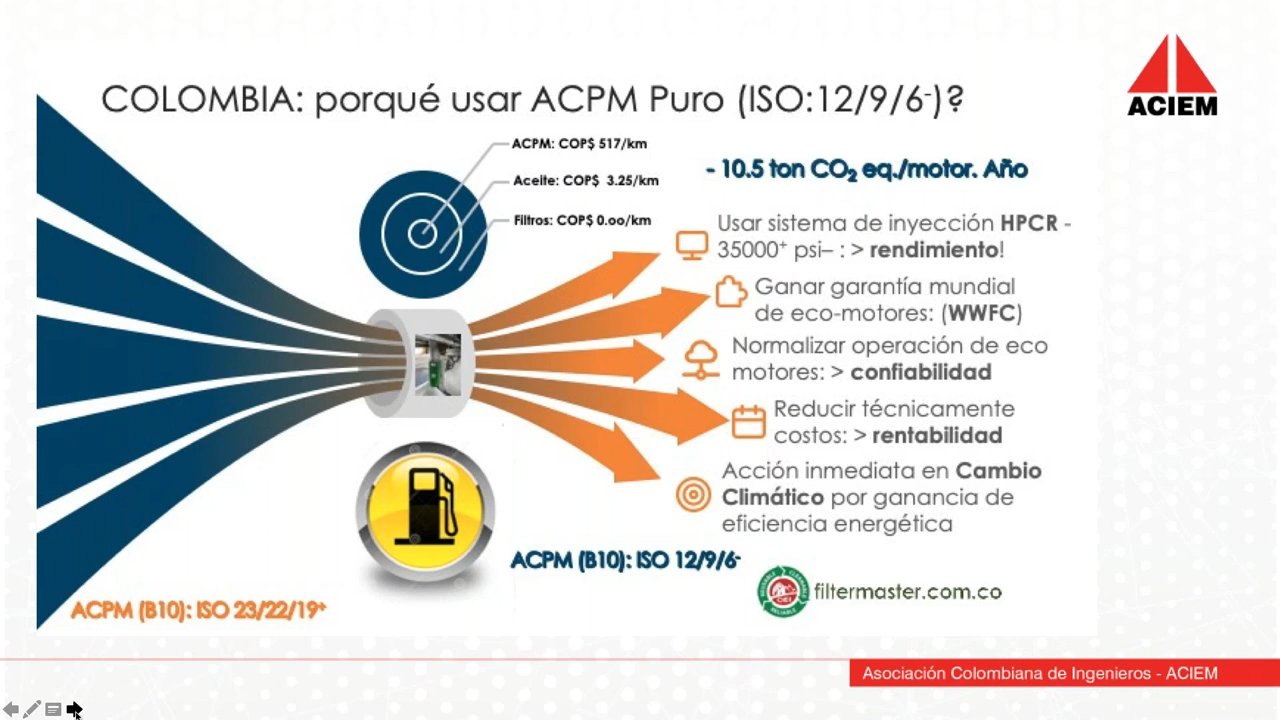 COLOMBIA: porqué usar ACPM Puro (ISO:12/9/6-)?
ACIEM
ACPM: COP$ 517/km
Aceite: COP$ 3.25/km
Filtros: COP$ 0.oo/km
- 10.5 ton CO₂ eq./motor. Año
Usar sistema de inyección HPCR -
35000⁺ psi– : > rendimiento!
Ganar garantía mundial
de eco-motores: (WWFC)
Normalizar operación de eco
motores: > confiabilidad
Reducir técnicamente
costos: > rentabilidad
Acción inmediata en Cambio
Climático por ganancia de
eficiencia energética
ACPM (B10): ISO 12/9/6-
filtermaster.com.co
ACPM (B10): ISO 23/22/19⁺
Asociación Colombiana de Ingenieros - ACIEM